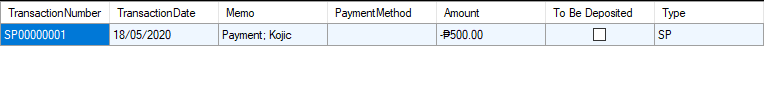 TransactionNumber TransactionDate Memo PaymentMethod Amount To Be Deposited Type
SP00000001 18/05/2020 Payment; Kojic -₱500.00 SP